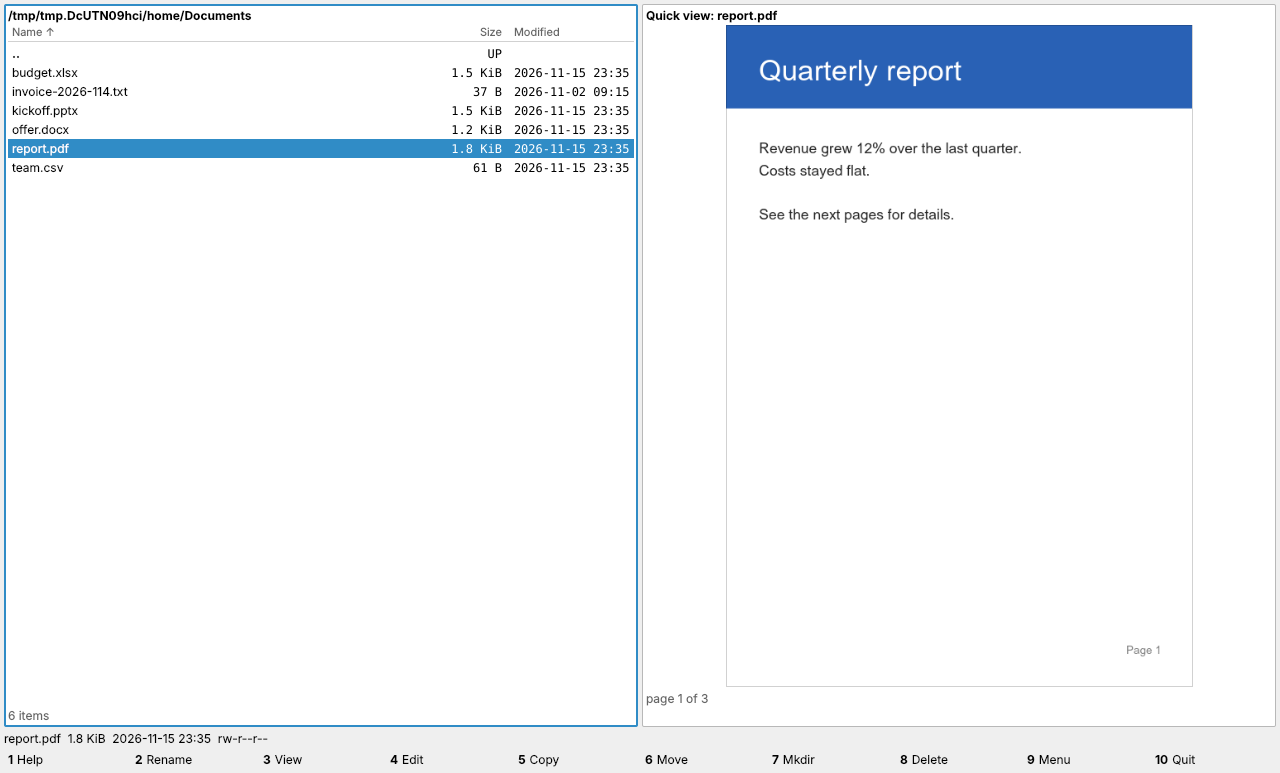 /tmp/tmp.DcUTN09hci/home/Documents
Name ↑ Size Modified
.. UP
budget.xlsx 1.5 KiB 2026-11-15 23:35
invoice-2026-114.txt 37 B 2026-11-02 09:15
kickoff.pptx 1.5 KiB 2026-11-15 23:35
offer.docx 1.2 KiB 2026-11-15 23:35
report.pdf 1.8 KiB 2026-11-15 23:35
team.csv 61 B 2026-11-15 23:35
6 items
Quick view: report.pdf
Quarterly report
Revenue grew 12% over the last quarter.
Costs stayed flat.
See the next pages for details.
Page 1
page 1 of 3
report.pdf 1.8 KiB 2026-11-15 23:35 rw-r--r--
1 Help 2 Rename 3 View 4 Edit 5 Copy 6 Move 7 Mkdir 8 Delete 9 Menu 10 Quit